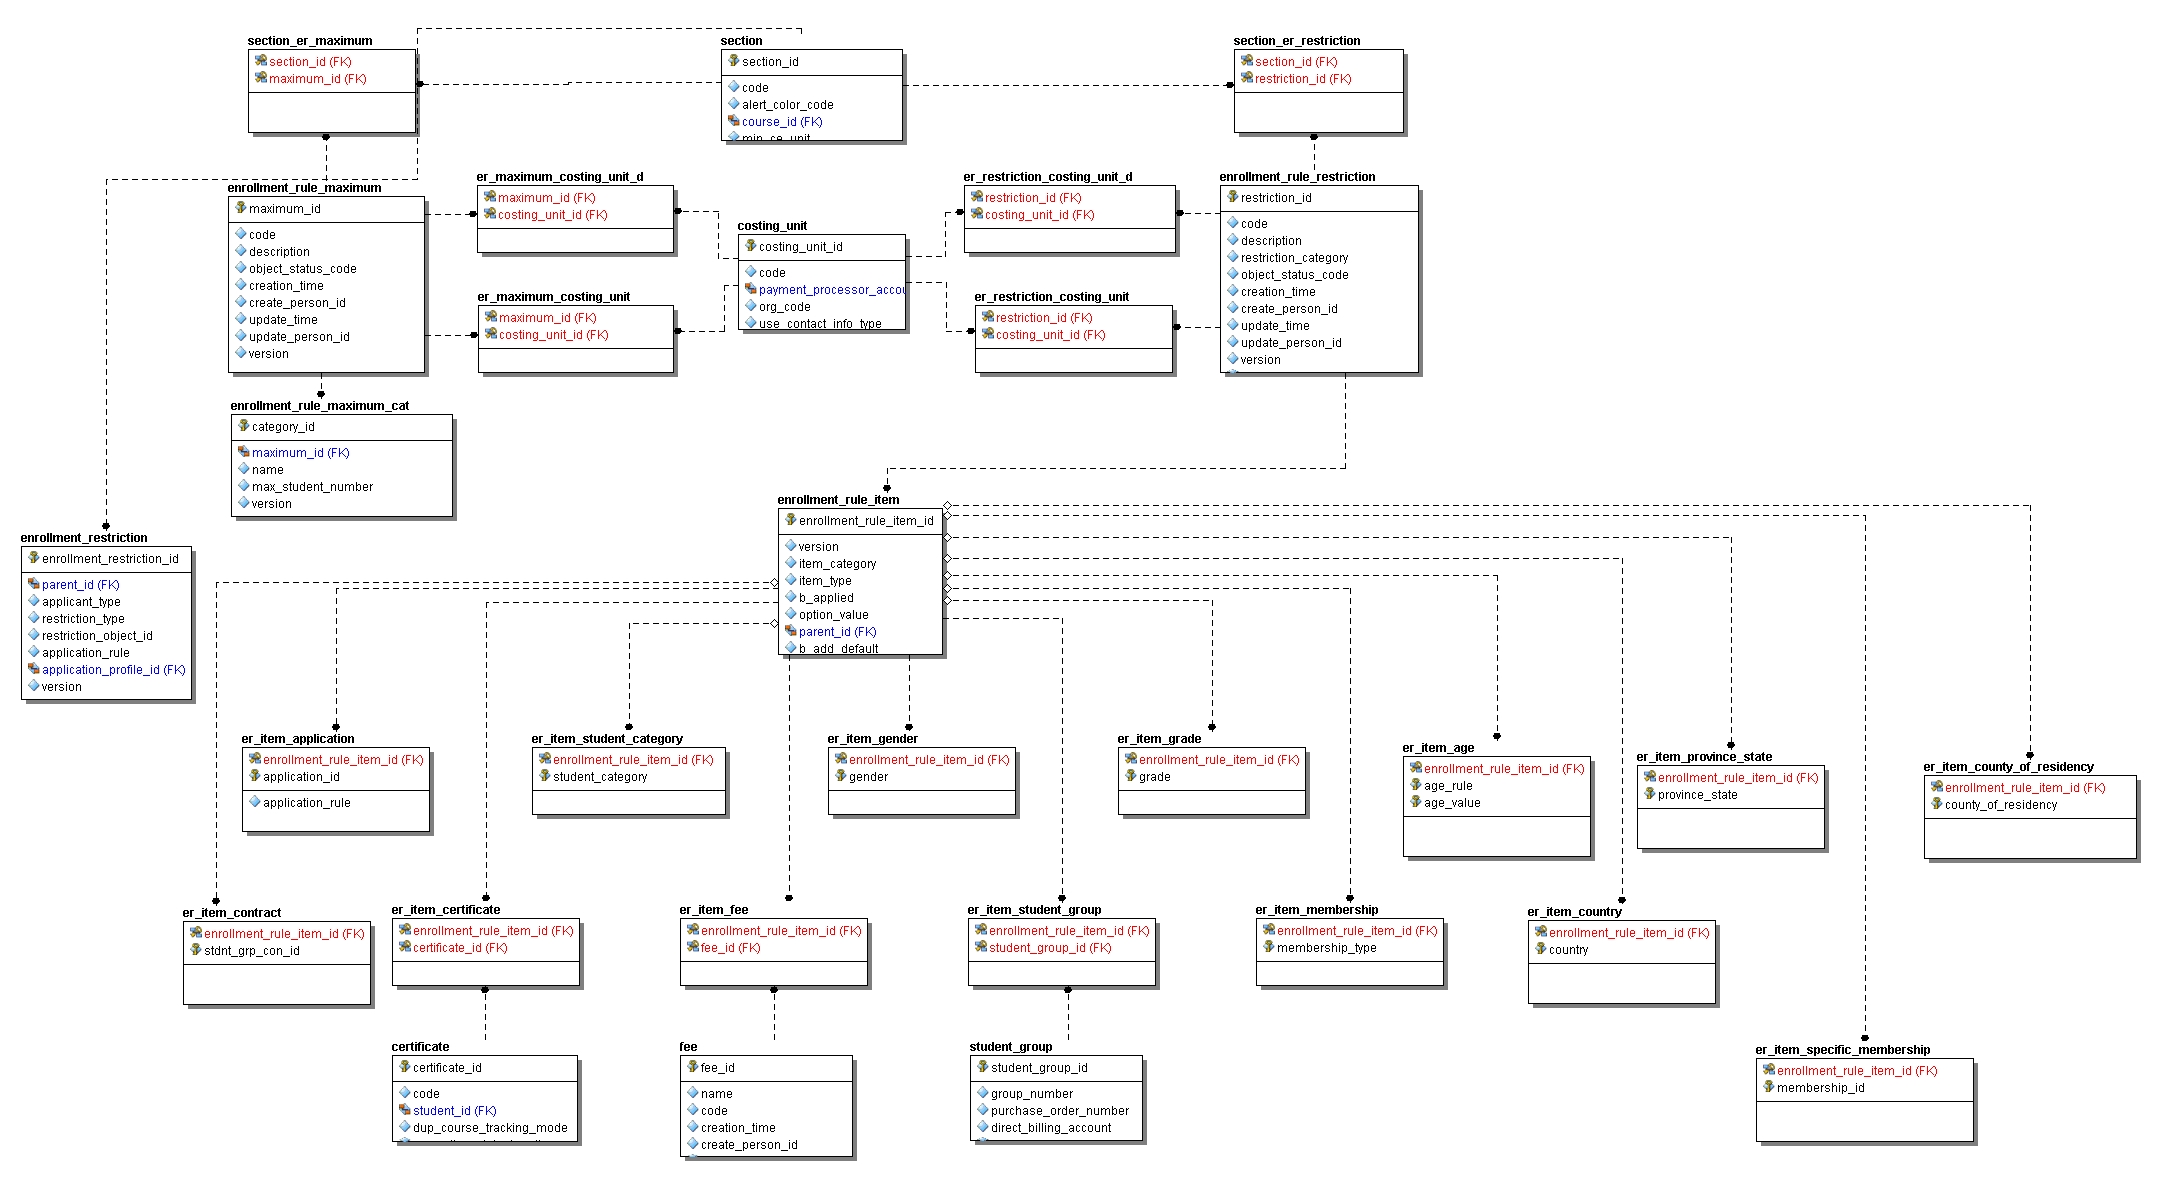 section_er_maximum
section_id (FK)
maximum_id (FK)
section
section_id
code
alert_color_code
course_id (FK)
min_ce_unit
section_er_restriction
section_id (FK)
restriction_id (FK)
enrollment_rule_maximum
maximum_id
code
description
object_status_code
creation_time
create_person_id
update_time
update_person_id
version
er_maximum_costing_unit_d
maximum_id (FK)
costing_unit_id (FK)
er_maximum_costing_unit
maximum_id (FK)
costing_unit_id (FK)
costing_unit
costing_unit_id
code
payment_processor_accou
org_code
use_contact_info_type
er_restriction_costing_unit_d
restriction_id (FK)
costing_unit_id (FK)
er_restriction_costing_unit
restriction_id (FK)
costing_unit_id (FK)
enrollment_rule_restriction
restriction_id
code
description
restriction_category
object_status_code
creation_time
create_person_id
update_time
update_person_id
version
enrollment_rule_maximum_cat
category_id
maximum_id (FK)
name
max_student_number
version
enrollment_restriction
enrollment_restriction_id
parent_id (FK)
applicant_type
restriction_type
restriction_object_id
application_rule
application_profile_id (FK)
version
enrollment_rule_item
enrollment_rule_item_id
version
item_category
item_type
b_applied
option_value
parent_id (FK)
b_add_default
er_item_application
enrollment_rule_item_id (FK)
application_id
application_rule
er_item_student_category
enrollment_rule_item_id (FK)
student_category
er_item_gender
enrollment_rule_item_id (FK)
gender
er_item_grade
enrollment_rule_item_id (FK)
grade
er_item_age
enrollment_rule_item_id (FK)
age_rule
age_value
er_item_province_state
enrollment_rule_item_id (FK)
province_state
er_item_county_of_residency
enrollment_rule_item_id (FK)
county_of_residency
er_item_contract
enrollment_rule_item_id (FK)
stdnt_grp_con_id
er_item_certificate
enrollment_rule_item_id (FK)
certificate_id (FK)
er_item_fee
enrollment_rule_item_id (FK)
fee_id (FK)
er_item_student_group
enrollment_rule_item_id (FK)
student_group_id (FK)
er_item_membership
enrollment_rule_item_id (FK)
membership_type
er_item_country
enrollment_rule_item_id (FK)
country
certificate
certificate_id
code
student_id (FK)
dup_course_tracking_mode
fee
fee_id
name
code
creation_time
create_person_id
student_group
student_group_id
group_number
purchase_order_number
direct_billing_account
er_item_specific_membership
enrollment_rule_item_id (FK)
membership_id